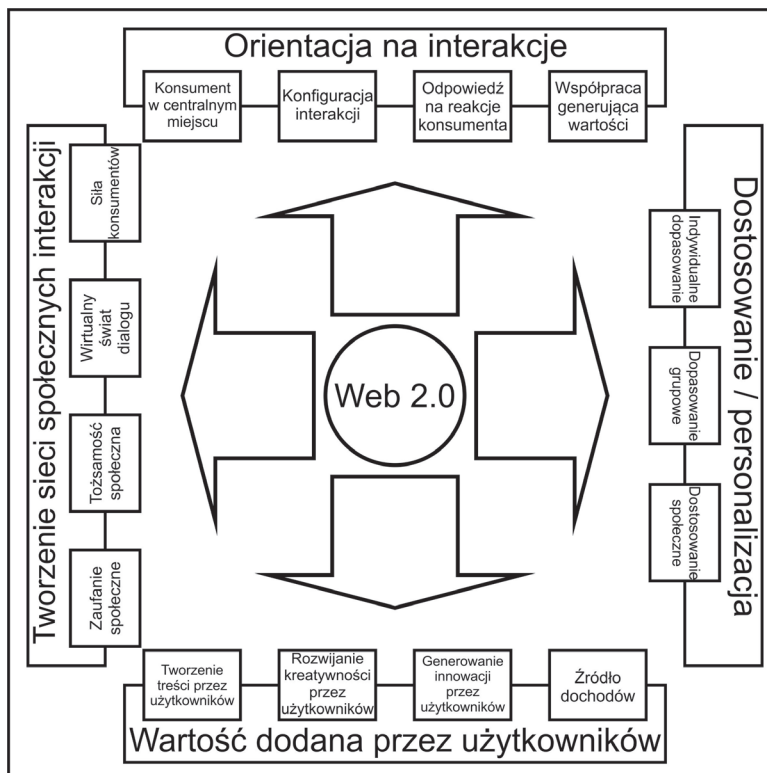 Orientacja na interakcje
Konsument
w centralnym
miejscu
Konfiguracja
interakcji
Odpowiedź
na reakcje
konsumenta
Współpraca
generująca
wartości
Tworzenie sieci społecznych interakcji
Siła
konsumentów
Wirtualny
świat
dialogu
Tożsamość
społeczna
Zaufanie
społeczne
Web 2.0
Dostosowanie / personalizacja
Indywidualne
dopasowanie
Dopasowanie
grupowe
Dostosowanie
społeczne
Tworzenie
treści przez
użytkowników
Rozwijanie
kreatywności
przez
użytkowników
Generowanie
innowacji
przez
użytkowników
Źródło
dochodów
Wartość dodana przez użytkowników